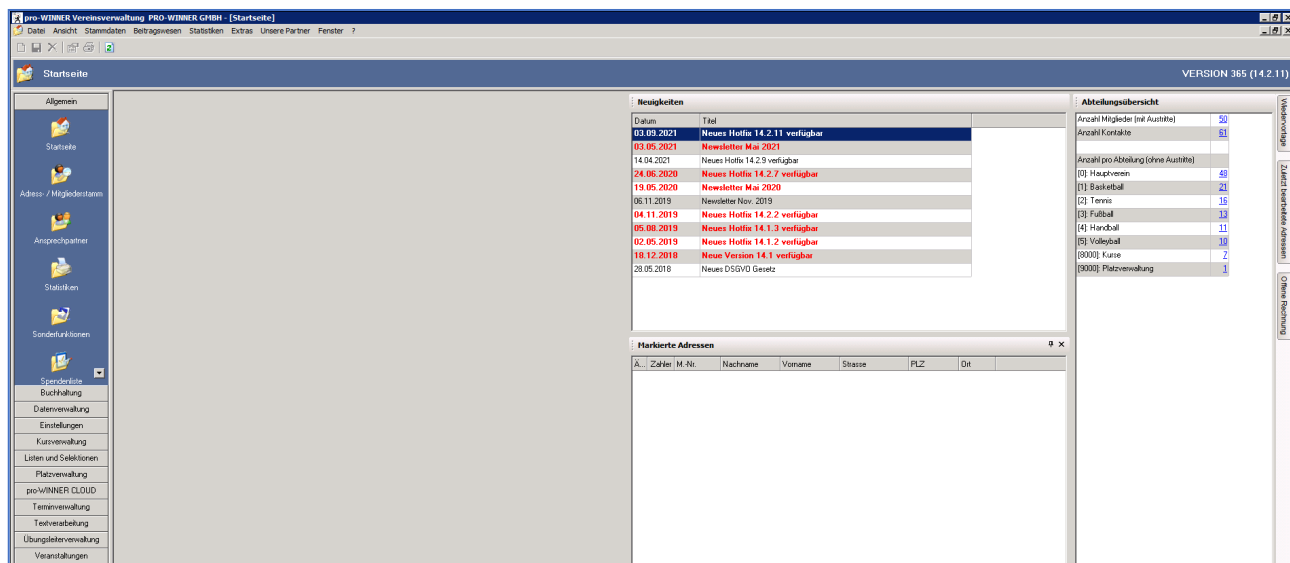 pro-WINNER Vereinsverwaltung PRO-WINNER GMBH - [Startseite]
Datei Ansicht Stammdaten Beitragswesen Statistiken Extras Unsere Partner Fenster ?
Startseite
VERSION 365 (14.2.11)
Allgemein
Startseite
Adress- / Mitgliederstamm
Ansprechpartner
Statistiken
Sonderfunktionen
Spendenliste
Buchhaltung
Datenverwaltung
Einstellungen
Kursverwaltung
Listen und Selektionen
Platzverwaltung
pro-WINNER CLOUD
Terminverwaltung
Textverarbeitung
Übungsleiterverwaltung
Veranstaltungen
Neuigkeiten
Datum Titel
03.09.2021 Neues Hotfix 14.2.11 verfügbar
03.05.2021 Newsletter Mai 2021
14.04.2021 Neues Hotfix 14.2.9 verfügbar
24.06.2020 Neues Hotfix 14.2.7 verfügbar
19.05.2020 Newsletter Mai 2020
06.11.2019 Newsletter Nov. 2019
04.11.2019 Neues Hotfix 14.2.2 verfügbar
05.08.2019 Neues Hotfix 14.1.3 verfügbar
02.05.2019 Neues Hotfix 14.1.2 verfügbar
18.12.2018 Neue Version 14.1 verfügbar
28.05.2018 Neues DSGVO Gesetz
Markierte Adressen
Ä... Zahler M.-Nr. Nachname Vorname Strasse PLZ Ort
Abteilungsübersicht
Anzahl Mitglieder (mit Austritte) 50
Anzahl Kontakte 61
Anzahl pro Abteilung (ohne Austritte)
[0]: Hauptverein 48
[1]: Basketball 21
[2]: Tennis 16
[3]: Fußball 13
[4]: Handball 11
[5]: Volleyball 10
[8000]: Kurse 7
[9000]: Platzverwaltung 1
Wiedervorlage
Zuletzt bearbeitete Adressen
Offene Rechnung